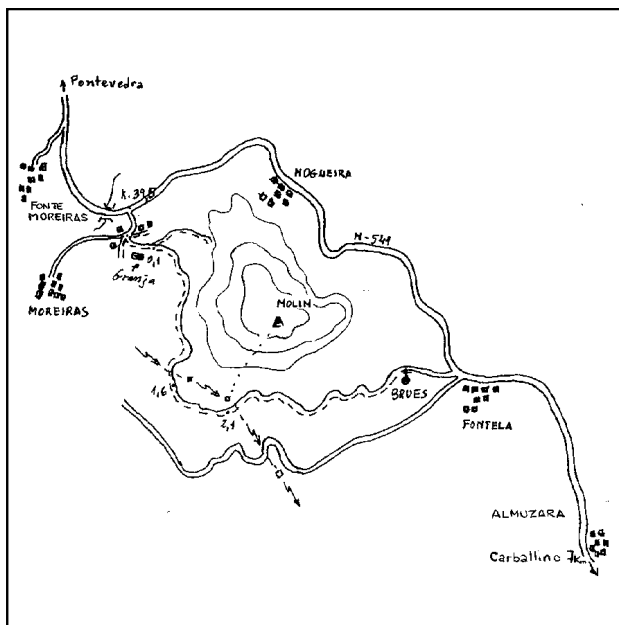 Pontevedra
K.39,8
NOGUEIRA
FONTE
MOREIRAS
N-541
0,1
Granja
MOREIRAS
MOLIN
1,6
2,1
BRUES
FONTELA
ALMUZARA
Carballino 7Km